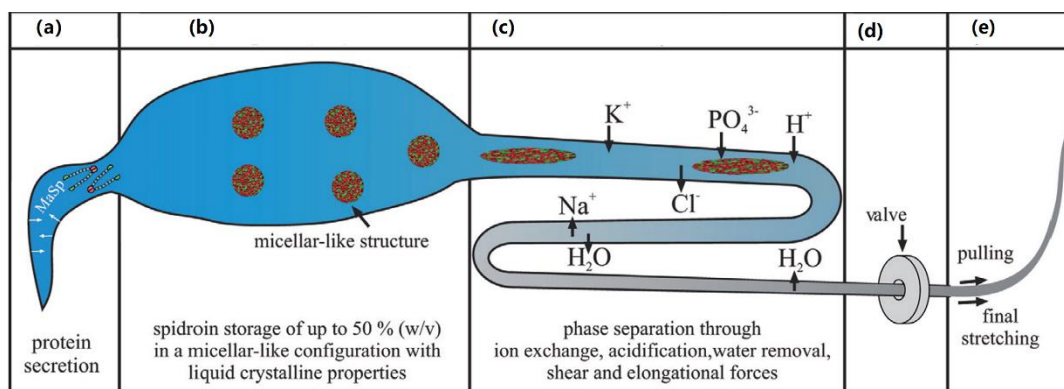 (a)
(b)
(c)
(d)
(e)
MaSp
micellar-like structure
K⁺
PO₄³⁻
H⁺
Cl⁻
Na⁺
H₂O
H₂O
valve
pulling
final
stretching
protein
secretion
spidroin storage of up to 50 % (w/v)
in a micellar-like configuration with
liquid crystalline properties
phase separation through
ion exchange, acidification,water removal,
shear and elongational forces